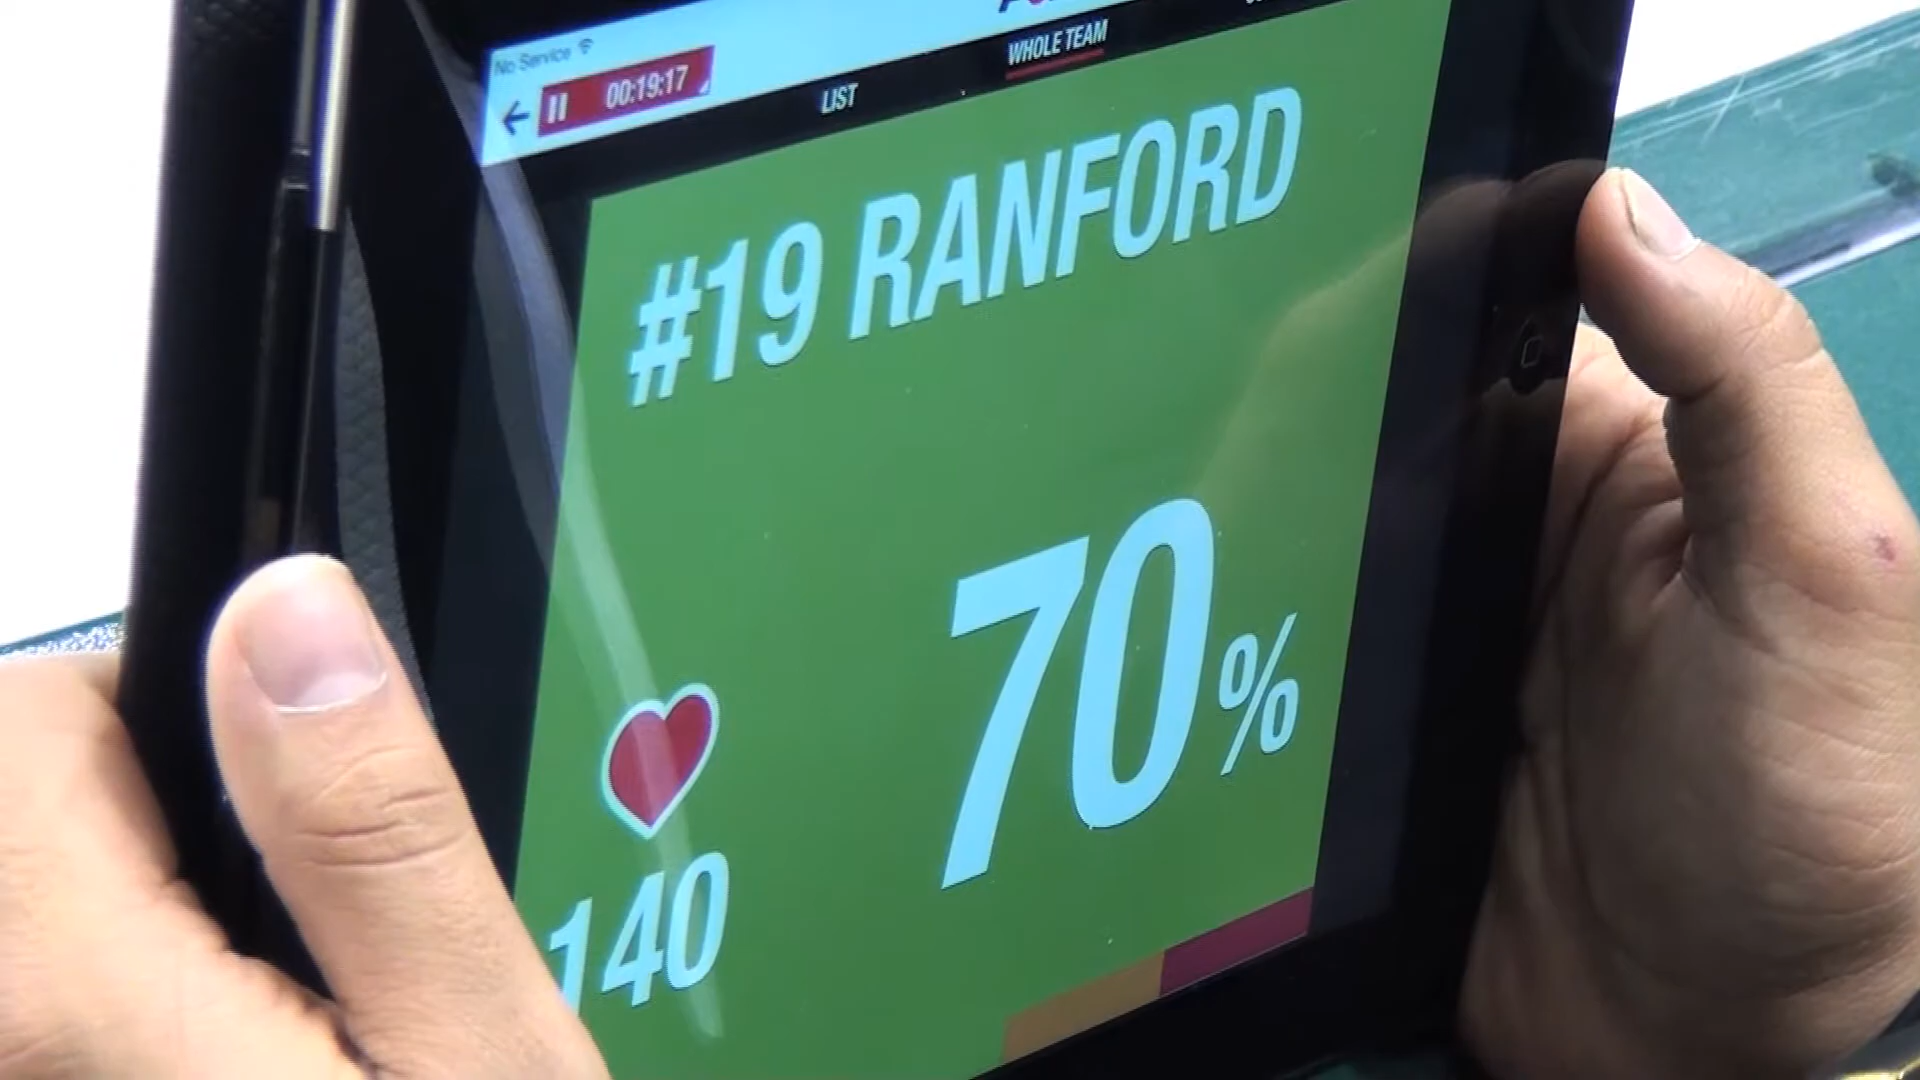 No Service
00:19:17
LIST
WHOLE TEAM
#19 RANFORD
70%
140